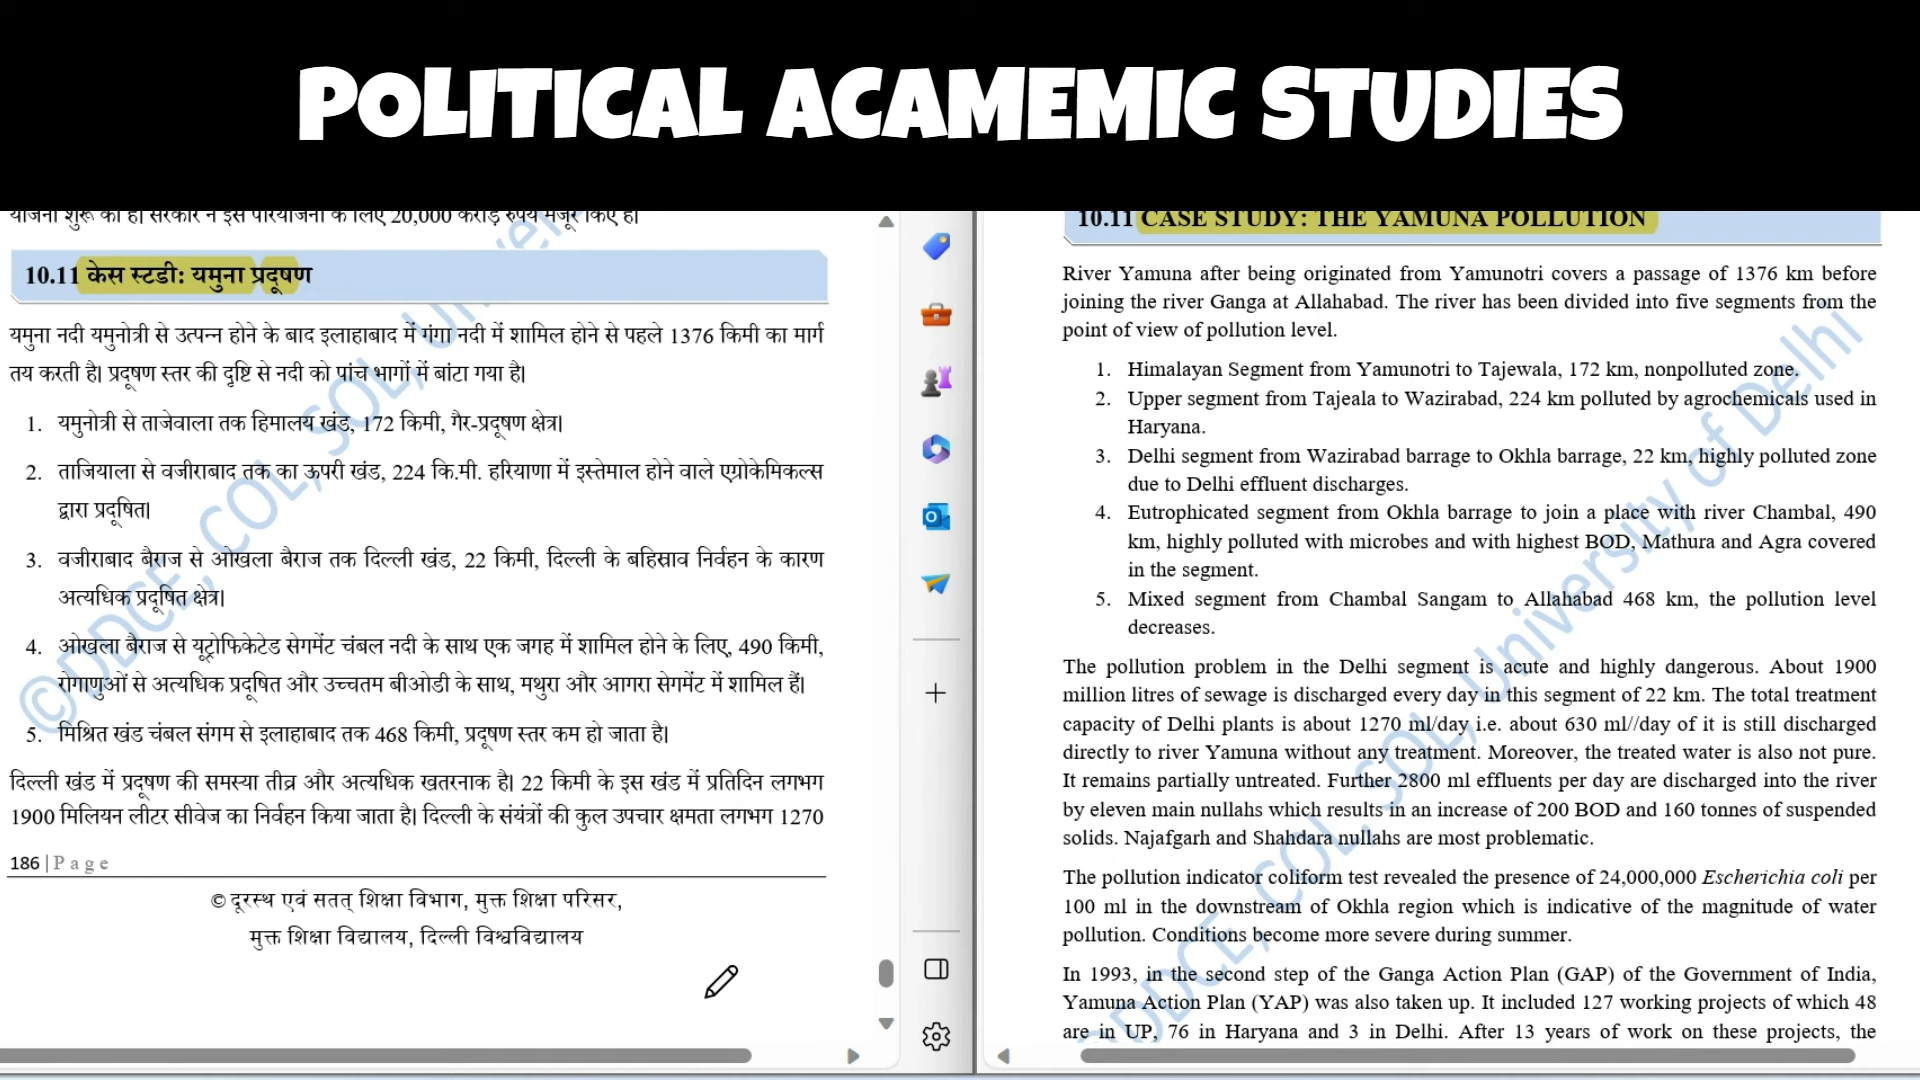 POLITICAL ACAMEMIC STUDIES
योजना शुरू की है। सरकार ने इस परियोजना के लिए 20,000 करोड़ रुपये मंजूर किए हैं।
10.11 केस स्टडी: यमुना प्रदूषण
यमुना नदी यमुनोत्री से उत्पन्न होने के बाद इलाहाबाद में गंगा नदी में शामिल होने से पहले 1376 किमी का मार्ग
तय करती है। प्रदूषण स्तर की दृष्टि से नदी को पांच भागों में बांटा गया है।
1. यमुनोत्री से ताजेवाला तक हिमालय खंड, 172 किमी, गैर-प्रदूषण क्षेत्र।
2. ताजियाला से वजीराबाद तक का ऊपरी खंड, 224 कि.मी. हरियाणा में इस्तेमाल होने वाले एग्रोकेमिकल्स
द्वारा प्रदूषित।
3. वजीराबाद बैराज से ओखला बैराज तक दिल्ली खंड, 22 किमी, दिल्ली के बहिस्राव निर्वहन के कारण
अत्यधिक प्रदूषित क्षेत्र।
4. ओखला बैराज से यूट्रोफिकेटेड सेगमेंट चंबल नदी के साथ एक जगह में शामिल होने के लिए, 490 किमी,
रोगाणुओं से अत्यधिक प्रदूषित और उच्चतम बीओडी के साथ, मथुरा और आगरा सेगमेंट में शामिल हैं।
5. मिश्रित खंड चंबल संगम से इलाहाबाद तक 468 किमी, प्रदूषण स्तर कम हो जाता है।
दिल्ली खंड में प्रदूषण की समस्या तीव्र और अत्यधिक खतरनाक है। 22 किमी के इस खंड में प्रतिदिन लगभग
1900 मिलियन लीटर सीवेज का निर्वहन किया जाता है। दिल्ली के संयंत्रों की कुल उपचार क्षमता लगभग 1270
186 | P a g e
© दूरस्थ एवं सतत् शिक्षा विभाग, मुक्त शिक्षा परिसर,
मुक्त शिक्षा विद्यालय, दिल्ली विश्वविद्यालय
©DDCE, COL, SOL, Univer
10.11 CASE STUDY: THE YAMUNA POLLUTION
River Yamuna after being originated from Yamunotri covers a passage of 1376 km before
joining the river Ganga at Allahabad. The river has been divided into five segments from the
point of view of pollution level.
1. Himalayan Segment from Yamunotri to Tajewala, 172 km, nonpolluted zone.
2. Upper segment from Tajeala to Wazirabad, 224 km polluted by agrochemicals used in
Haryana.
3. Delhi segment from Wazirabad barrage to Okhla barrage, 22 km, highly polluted zone
due to Delhi effluent discharges.
4. Eutrophicated segment from Okhla barrage to join a place with river Chambal, 490
km, highly polluted with microbes and with highest BOD, Mathura and Agra covered
in the segment.
5. Mixed segment from Chambal Sangam to Allahabad 468 km, the pollution level
decreases.
The pollution problem in the Delhi segment is acute and highly dangerous. About 1900
million litres of sewage is discharged every day in this segment of 22 km. The total treatment
capacity of Delhi plants is about 1270 ml/day i.e. about 630 ml//day of it is still discharged
directly to river Yamuna without any treatment. Moreover, the treated water is also not pure.
It remains partially untreated. Further 2800 ml effluents per day are discharged into the river
by eleven main nullahs which results in an increase of 200 BOD and 160 tonnes of suspended
solids. Najafgarh and Shahdara nullahs are most problematic.
The pollution indicator coliform test revealed the presence of 24,000,000 Escherichia coli per
100 ml in the downstream of Okhla region which is indicative of the magnitude of water
pollution. Conditions become more severe during summer.
In 1993, in the second step of the Ganga Action Plan (GAP) of the Government of India,
Yamuna Action Plan (YAP) was also taken up. It included 127 working projects of which 48
are in UP, 76 in Haryana and 3 in Delhi. After 13 years of work on these projects, the
DDCE, COL, SOL, University of Delhi